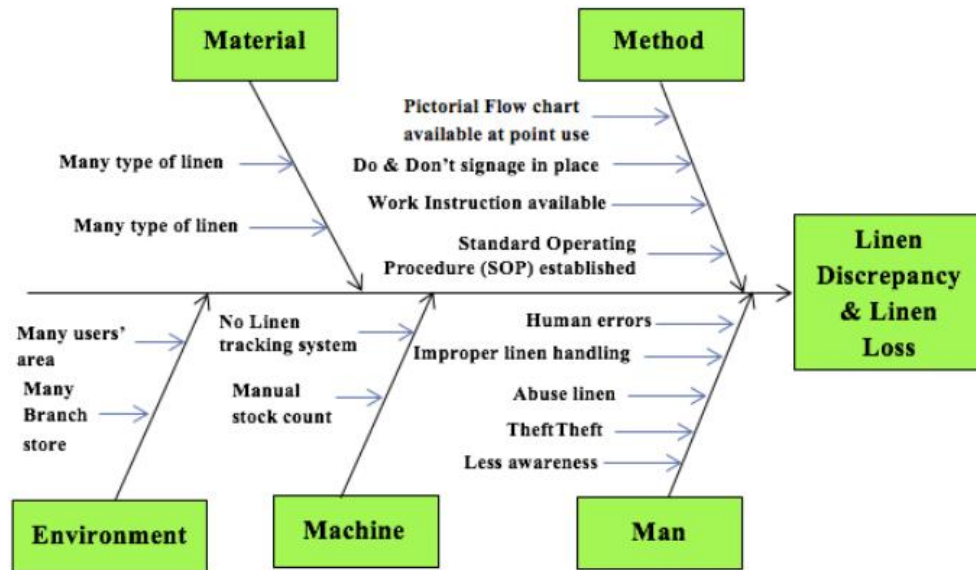 Material
Method
Pictorial Flow chart
available at point use
Many type of linen
Do & Don't signage in place
Many type of linen
Work Instruction available
Standard Operating
Procedure (SOP) established
Linen
Discrepancy
& Linen
Loss
Many users'
area
Many
Branch
store
No Linen
tracking system
Manual
stock count
Human errors
Improper linen handling
Abuse linen
TheftTheft
Less awareness
Environment
Machine
Man